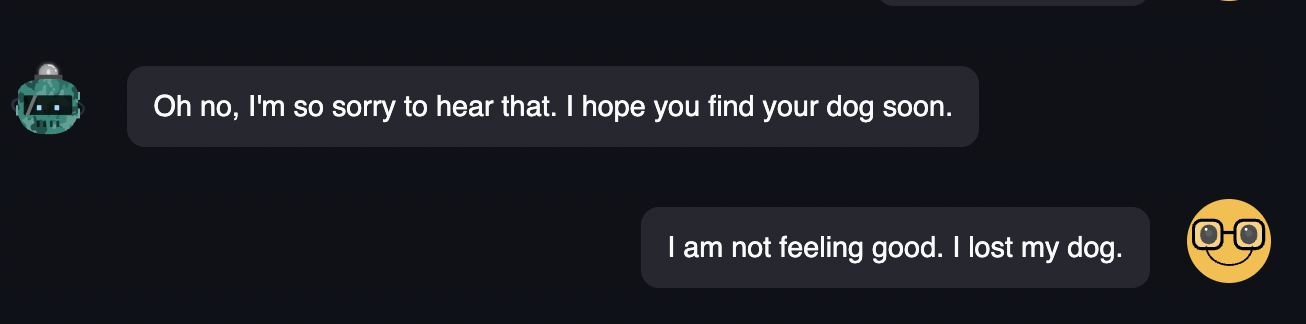 Oh no, I'm so sorry to hear that. I hope you find your dog soon.
I am not feeling good. I lost my dog.